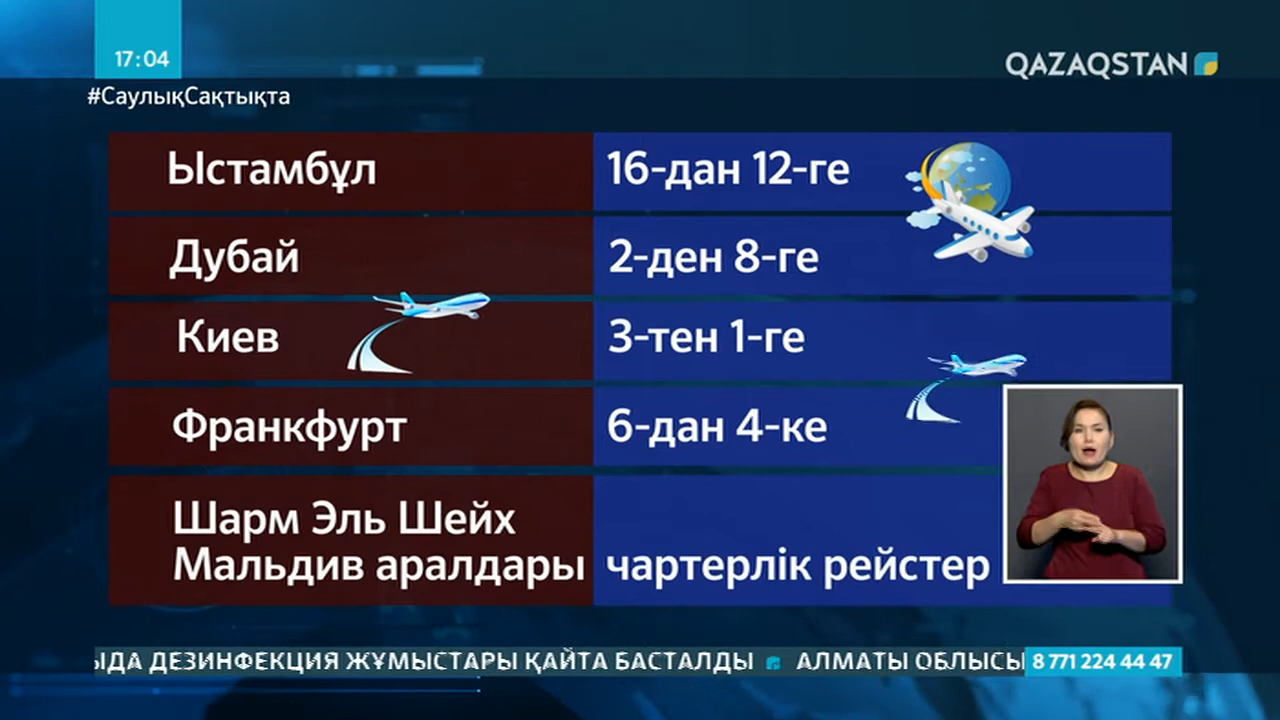 17:04
QAZAQSTAN
#СаулықСақтықта
Ыстамбұл 16-дан 12-ге
Дубай 2-ден 8-ге
Киев 3-тен 1-ге
Франкфурт 6-дан 4-ке
Шарм Эль Шейх
Мальдив аралдары чартерлік рейстер
ДЕЗИНФЕКЦИЯ ЖҰМЫСТАРЫ ҚАЙТА БАСТАЛДЫ АЛМАТЫ ОБЛЫСЫ 8 771 224 44 47